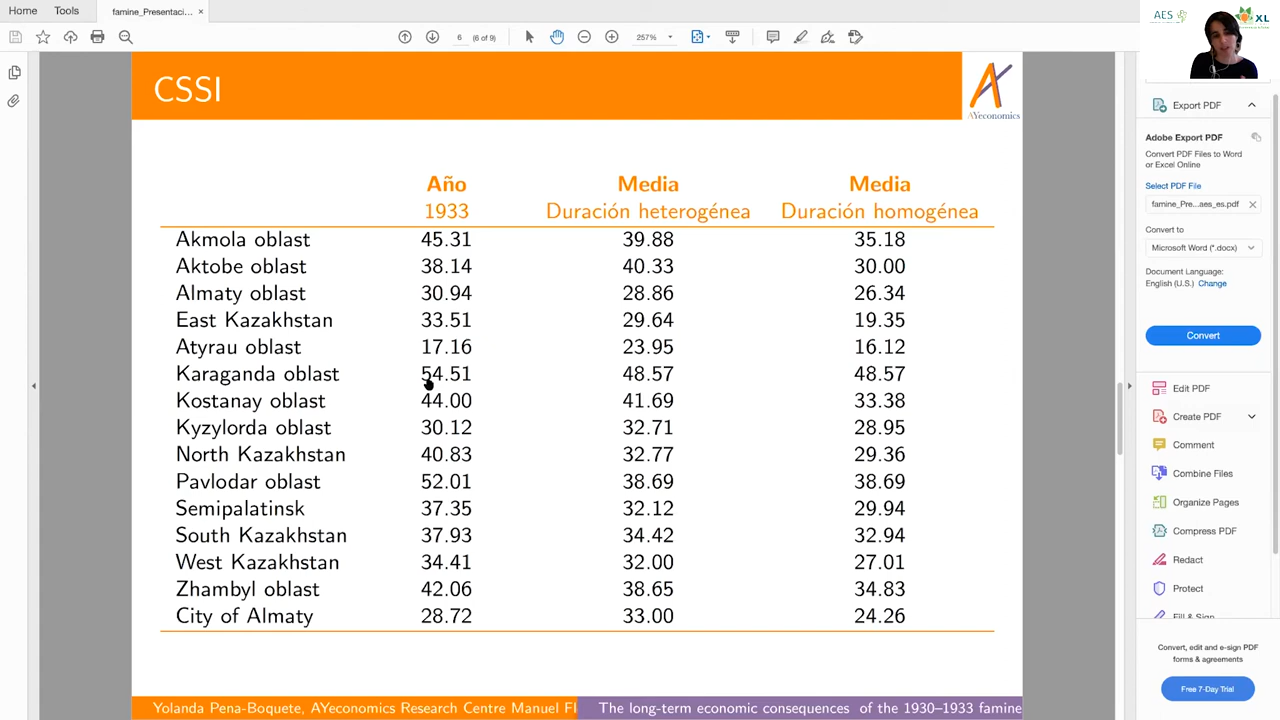 Home Tools famine_Presentaci... ×
6 (6 of 9) 257%
AES XL
CSSI
AYeconomics
Año Media Media
1933 Duración heterogénea Duración homogénea
Akmola oblast 45.31 39.88 35.18
Aktobe oblast 38.14 40.33 30.00
Almaty oblast 30.94 28.86 26.34
East Kazakhstan 33.51 29.64 19.35
Atyrau oblast 17.16 23.95 16.12
Karaganda oblast 54.51 48.57 48.57
Kostanay oblast 44.00 41.69 33.38
Kyzylorda oblast 30.12 32.71 28.95
North Kazakhstan 40.83 32.77 29.36
Pavlodar oblast 52.01 38.69 38.69
Semipalatinsk 37.35 32.12 29.94
South Kazakhstan 37.93 34.42 32.94
West Kazakhstan 34.41 32.00 27.01
Zhambyl oblast 42.06 38.65 34.83
City of Almaty 28.72 33.00 24.26
Yolanda Pena-Boquete, AYeconomics Research Centre Manuel Fl The long-term economic consequences of the 1930–1933 famine
Export PDF
Adobe Export PDF
Convert PDF Files to Word
or Excel Online
Select PDF File
famine_Pre...aes_es.pdf ×
Convert to
Microsoft Word (*.docx)
Document Language:
English (U.S.) Change
Convert
Edit PDF
Create PDF
Comment
Combine Files
Organize Pages
Compress PDF
Redact
Protect
Fill & Sign
Convert, edit and e-sign PDF
forms & agreements
Free 7-Day Trial